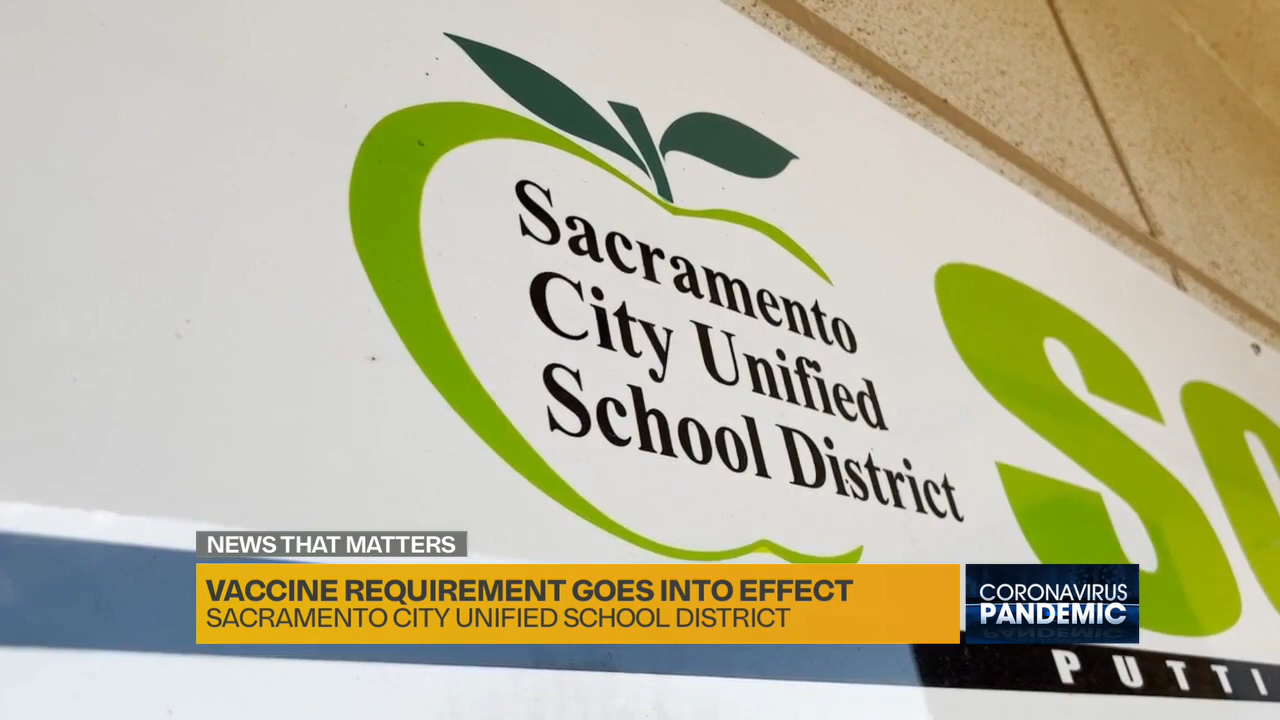 Sacramento
City Unified
School District
NEWS THAT MATTERS
VACCINE REQUIREMENT GOES INTO EFFECT
SACRAMENTO CITY UNIFIED SCHOOL DISTRICT
CORONAVIRUS
PANDEMIC